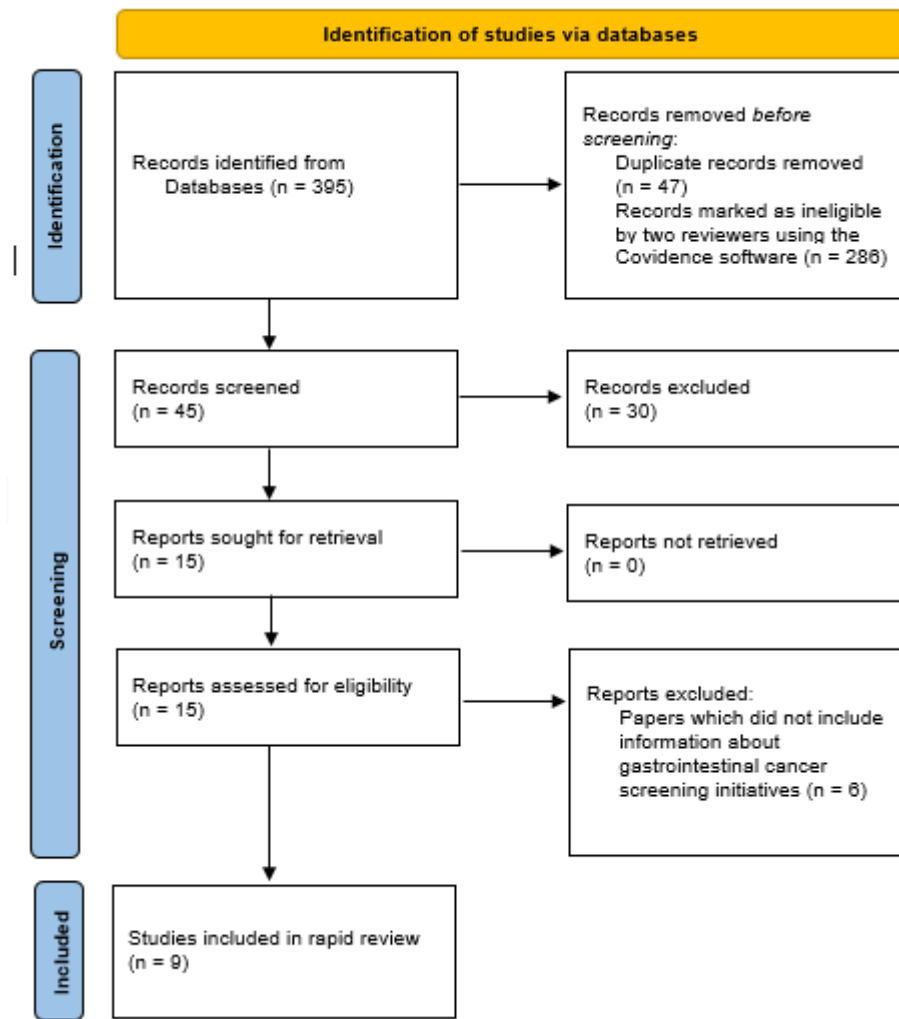 Identification of studies via databases
Identification
Records identified from
Databases (n = 395)
Records removed before
screening:
Duplicate records removed
(n = 47)
Records marked as ineligible
by two reviewers using the
Covidence software (n = 286)
Screening
Records screened
(n = 45)
Records excluded
(n = 30)
Reports sought for retrieval
(n = 15)
Reports not retrieved
(n = 0)
Reports assessed for eligibility
(n = 15)
Reports excluded:
Papers which did not include
information about
gastrointestinal cancer
screening initiatives (n = 6)
Included
Studies included in rapid review
(n = 9)